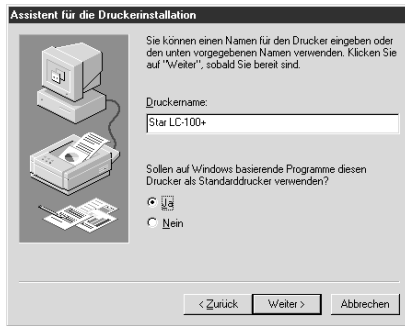 Assistent für die Druckerinstallation
Sie können einen Namen für den Drucker eingeben oder
den unten vorgegebenen Namen verwenden. Klicken Sie
auf "Weiter", sobald Sie bereit sind.
Druckername:
Star LC-100+
Sollen auf Windows basierende Programme diesen
Drucker als Standarddrucker verwenden?
Ja
Nein
< Zurück Weiter > Abbrechen